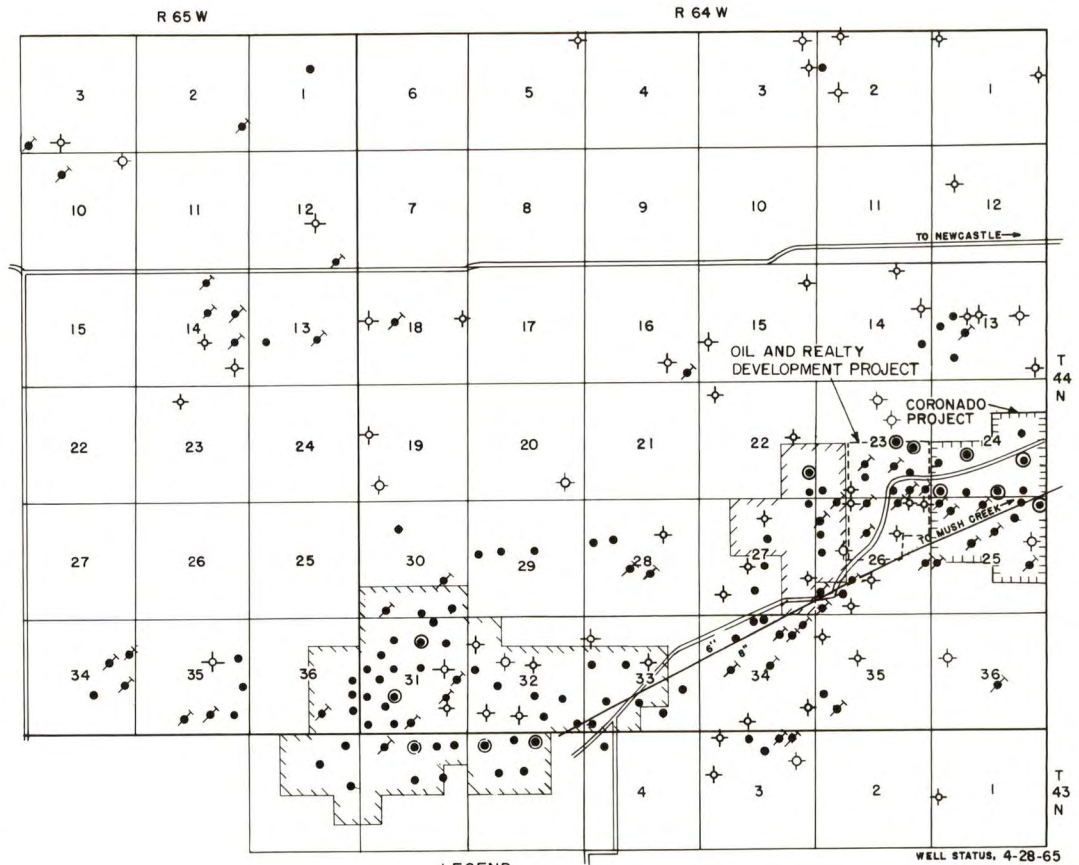 R 65 W R 64 W
3 2 1 6 5 4 3 2 1
10 11 12 7 8 9 10 11 12
TO NEWCASTLE
15 14 13 18 17 16 15 14 13
OIL AND REALTY
DEVELOPMENT PROJECT
T
44
N
CORONADO
PROJECT
22 23 24 19 20 21 22 23 24
TO MUSH CREEK
27 26 25 30 29 28 27 26 25
6"
8"
34 35 36 31 32 33 34 35 36
4 3 2 1
T
43
N
LEGEND
WELL STATUS, 4-28-65